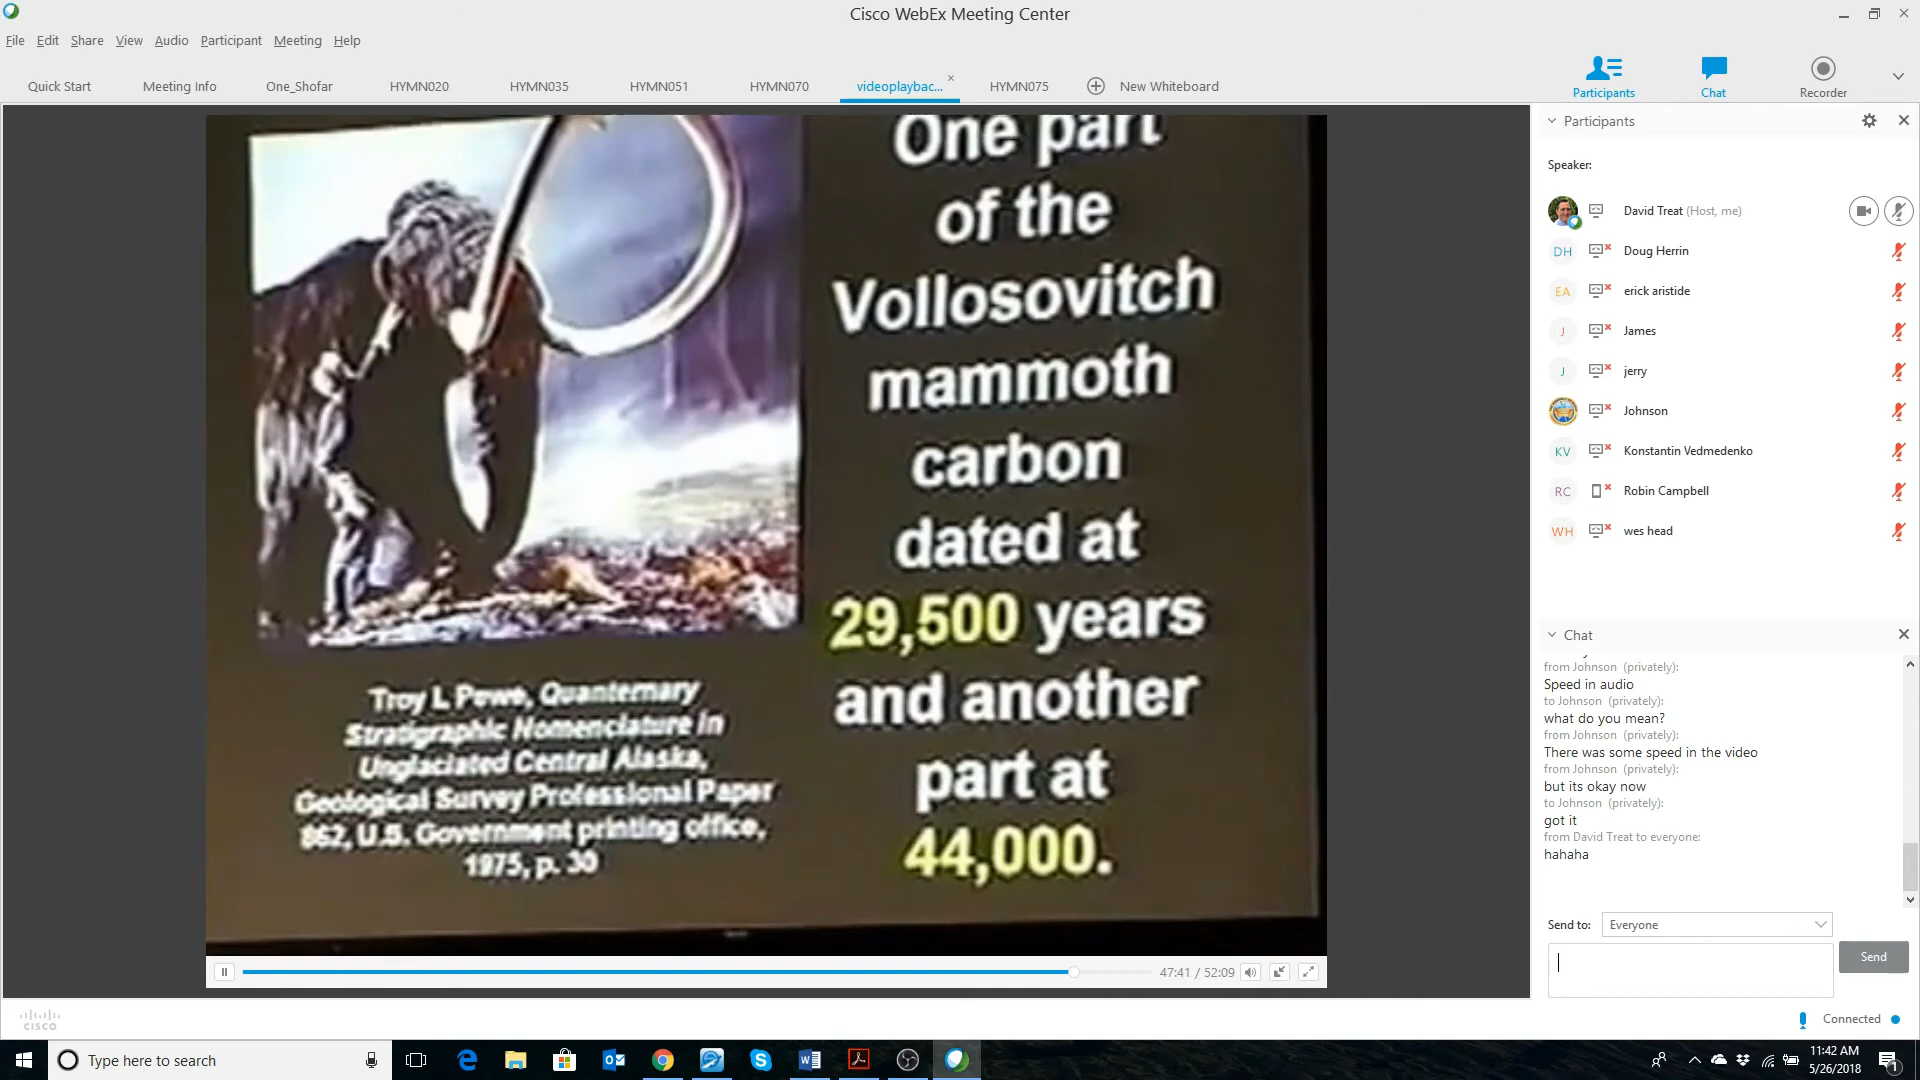 Cisco WebEx Meeting Center
File Edit Share View Audio Participant Meeting Help
Quick Start Meeting Info One_Shofar HYMN020 HYMN035 HYMN051 HYMN070 videoplaybac... HYMN075 New Whiteboard
Participants Chat Recorder
One part
of the
Vollosovitch
mammoth
carbon
dated at
29,500 years
and another
part at
44,000.
Troy L Pewe, Quanternary
Stratigraphic Nomenclature in
Unglaciated Central Alaska,
Geological Survey Professional Paper
862, U.S. Government printing office,
1975, p. 30
47:41 / 52:09
Participants
Speaker:
David Treat (Host, me)
DH Doug Herrin
EA erick aristide
J James
J jerry
Johnson
KV Konstantin Vedmedenko
RC Robin Campbell
WH wes head
Chat
from Johnson (privately):
Speed in audio
to Johnson (privately):
what do you mean?
from Johnson (privately):
There was some speed in the video
from Johnson (privately):
but its okay now
to Johnson (privately):
got it
from David Treat to everyone:
hahaha
Send to: Everyone
Send
CISCO
Connected
Type here to search
11:42 AM
5/26/2018
1